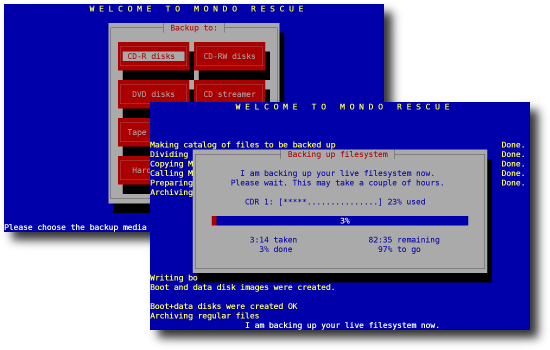 WELCOME TO MONDO RESCUE
Backup to:
CD-R disks CD-RW disks
DVD disks CD streamer
Tape
Hard
Please choose the backup media
WELCOME TO MONDO RESCUE
Making catalog of files to be backed up Done.
Dividing Done.
Copying M Done.
Calling M Done.
Preparing Done.
Archiving
Backing up filesystem
I am backing up your live filesystem now.
Please wait. This may take a couple of hours.
CDR 1: [*****...............] 23% used
3%
3:14 taken 82:35 remaining
3% done 97% to go
Writing bo
Boot and data disk images were created.
Boot+data disks were created OK
Archiving regular files
I am backing up your live filesystem now.